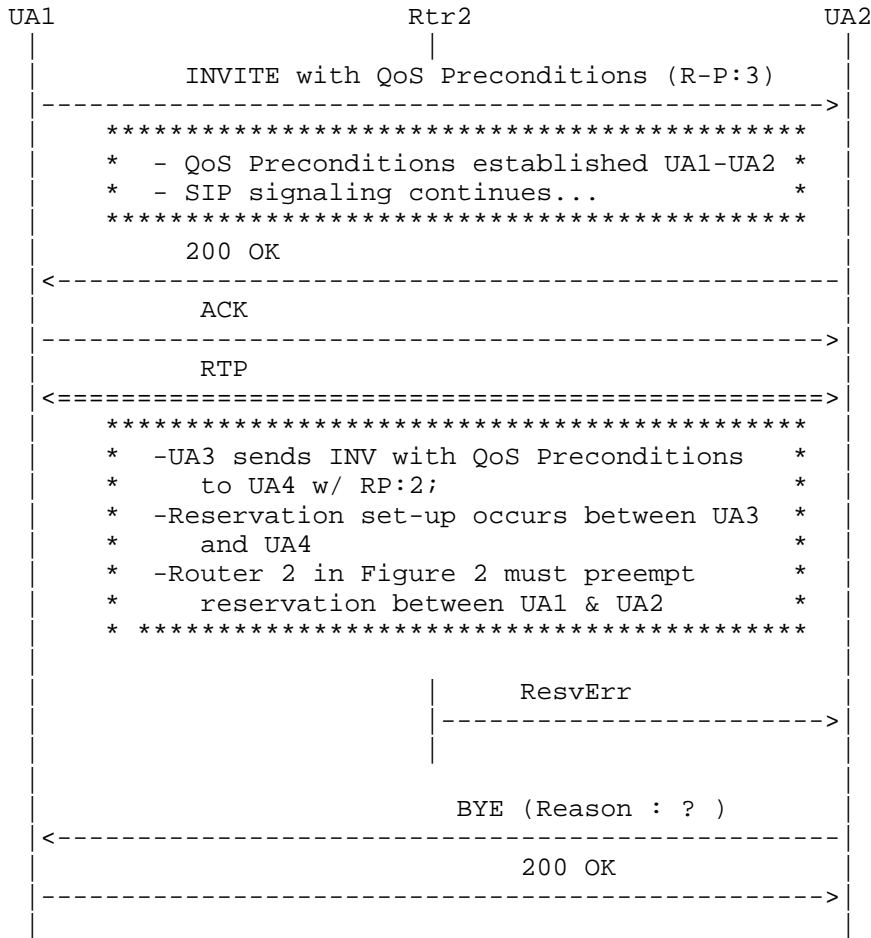 UA1 Rtr2 UA2
INVITE with QoS Preconditions (R-P:3)
|------------------------------------------------->|
********************************************
* - QoS Preconditions established UA1-UA2 *
* - SIP signaling continues... *
********************************************
200 OK
|<-------------------------------------------------|
ACK
|------------------------------------------------->|
RTP
|<================================================>|
********************************************
* -UA3 sends INV with QoS Preconditions *
* to UA4 w/ RP:2; *
* -Reservation set-up occurs between UA3 *
* and UA4 *
* -Router 2 in Figure 2 must preempt *
* reservation between UA1 & UA2 *
* ******************************************
| ResvErr
|------------------------>|
BYE (Reason : ? )
|<-------------------------------------------------|
200 OK
|------------------------------------------------->|